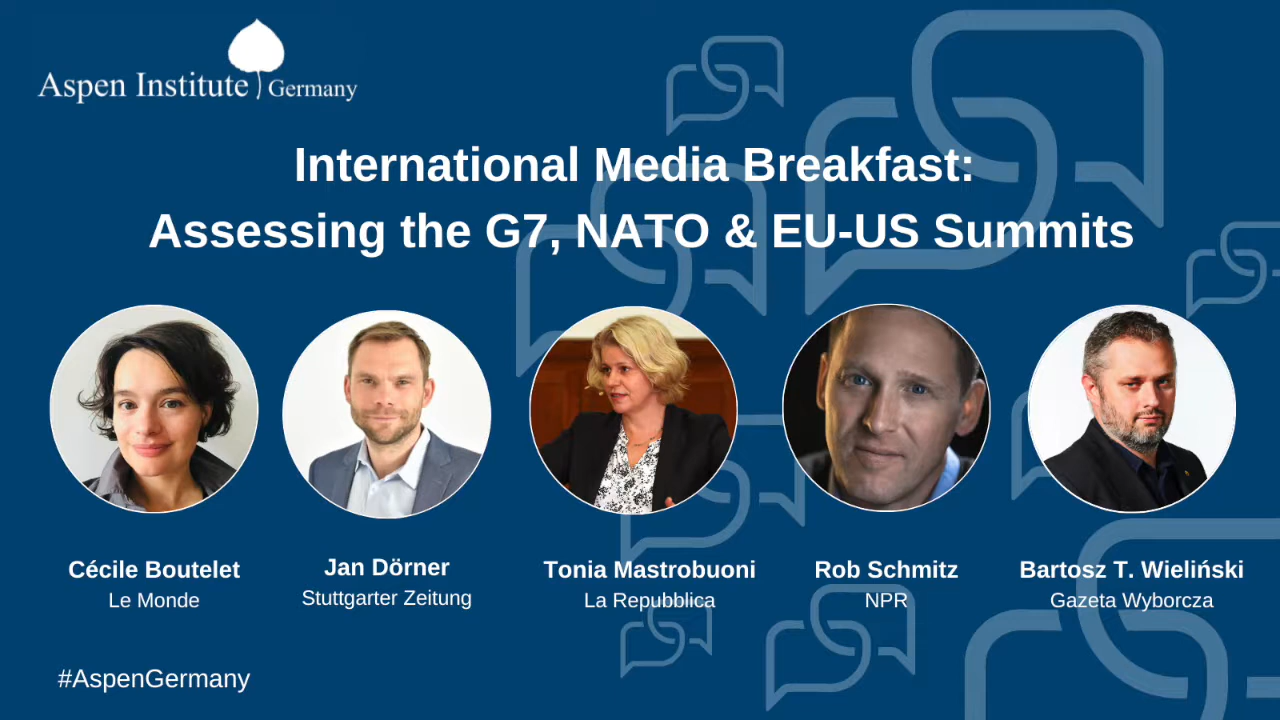 Aspen Institute Germany
International Media Breakfast:
Assessing the G7, NATO & EU-US Summits
Cécile Boutelet
Le Monde
Jan Dörner
Stuttgarter Zeitung
Tonia Mastrobuoni
La Repubblica
Rob Schmitz
NPR
Bartosz T. Wieliński
Gazeta Wyborcza
#AspenGermany